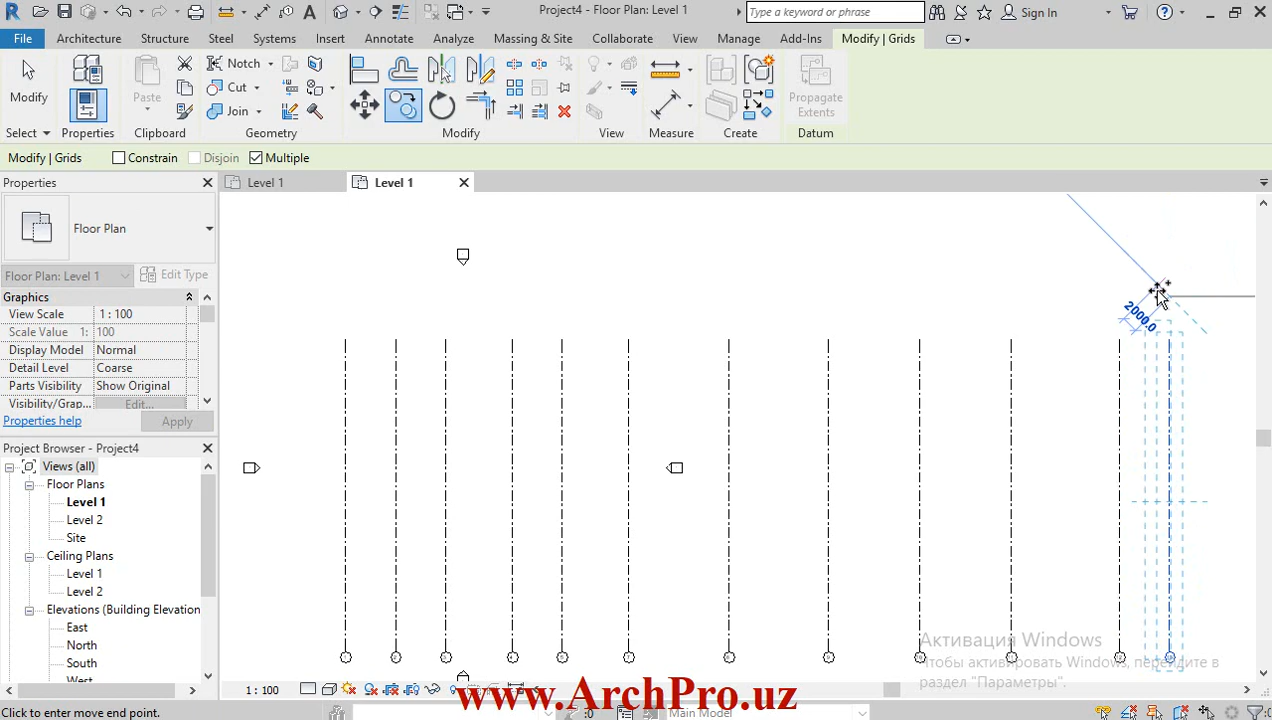 Project4 - Floor Plan: Level 1
Type a keyword or phrase
Sign In
File
Architecture
Structure
Steel
Systems
Insert
Annotate
Analyze
Massing & Site
Collaborate
View
Manage
Add-Ins
Modify | Grids
Modify
Paste
Notch
Cut
Join
Propagate
Extents
Select
Properties
Clipboard
Geometry
Modify
View
Measure
Create
Datum
Modify | Grids
Constrain
Disjoin
Multiple
Properties
Level 1
Level 1
Floor Plan
Floor Plan: Level 1
Edit Type
Graphics
View Scale
1 : 100
Scale Value 1:
100
Display Model
Normal
Detail Level
Coarse
Parts Visibility
Show Original
Visibility/Grap...
Edit...
Properties help
Apply
2000.0
Project Browser - Project4
Views (all)
Floor Plans
Level 1
Level 2
Site
Ceiling Plans
Level 1
Level 2
Elevations (Building Elevation
East
North
South
West
Активация Windows
Чтобы активировать Windows, перейдите в
раздел "Параметры".
1 : 100
www.ArchPro.uz
Click to enter move end point.
:0
Main Model
:0